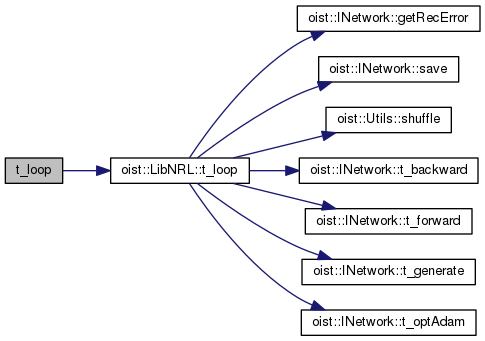 t_loop
oist::LibNRL::t_loop
oist::INetwork::getRecError
oist::INetwork::save
oist::Utils::shuffle
oist::INetwork::t_backward
oist::INetwork::t_forward
oist::INetwork::t_generate
oist::INetwork::t_optAdam